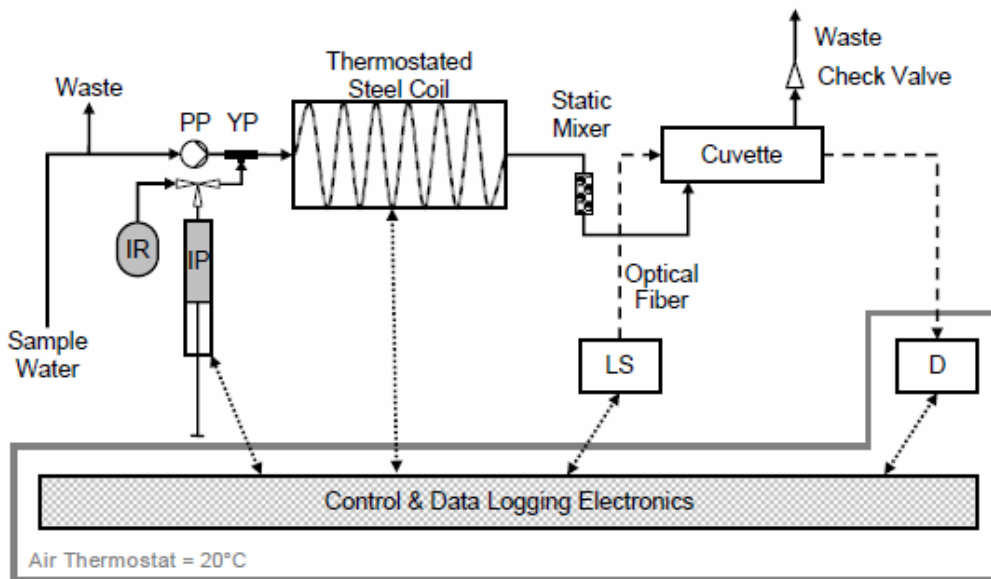 Waste
Check Valve
Thermostated
Steel Coil
Waste
Static
Mixer
PP
YP
Cuvette
IR
IP
Optical
Fiber
Sample
Water
LS
D
Control & Data Logging Electronics
Air Thermostat = 20°C